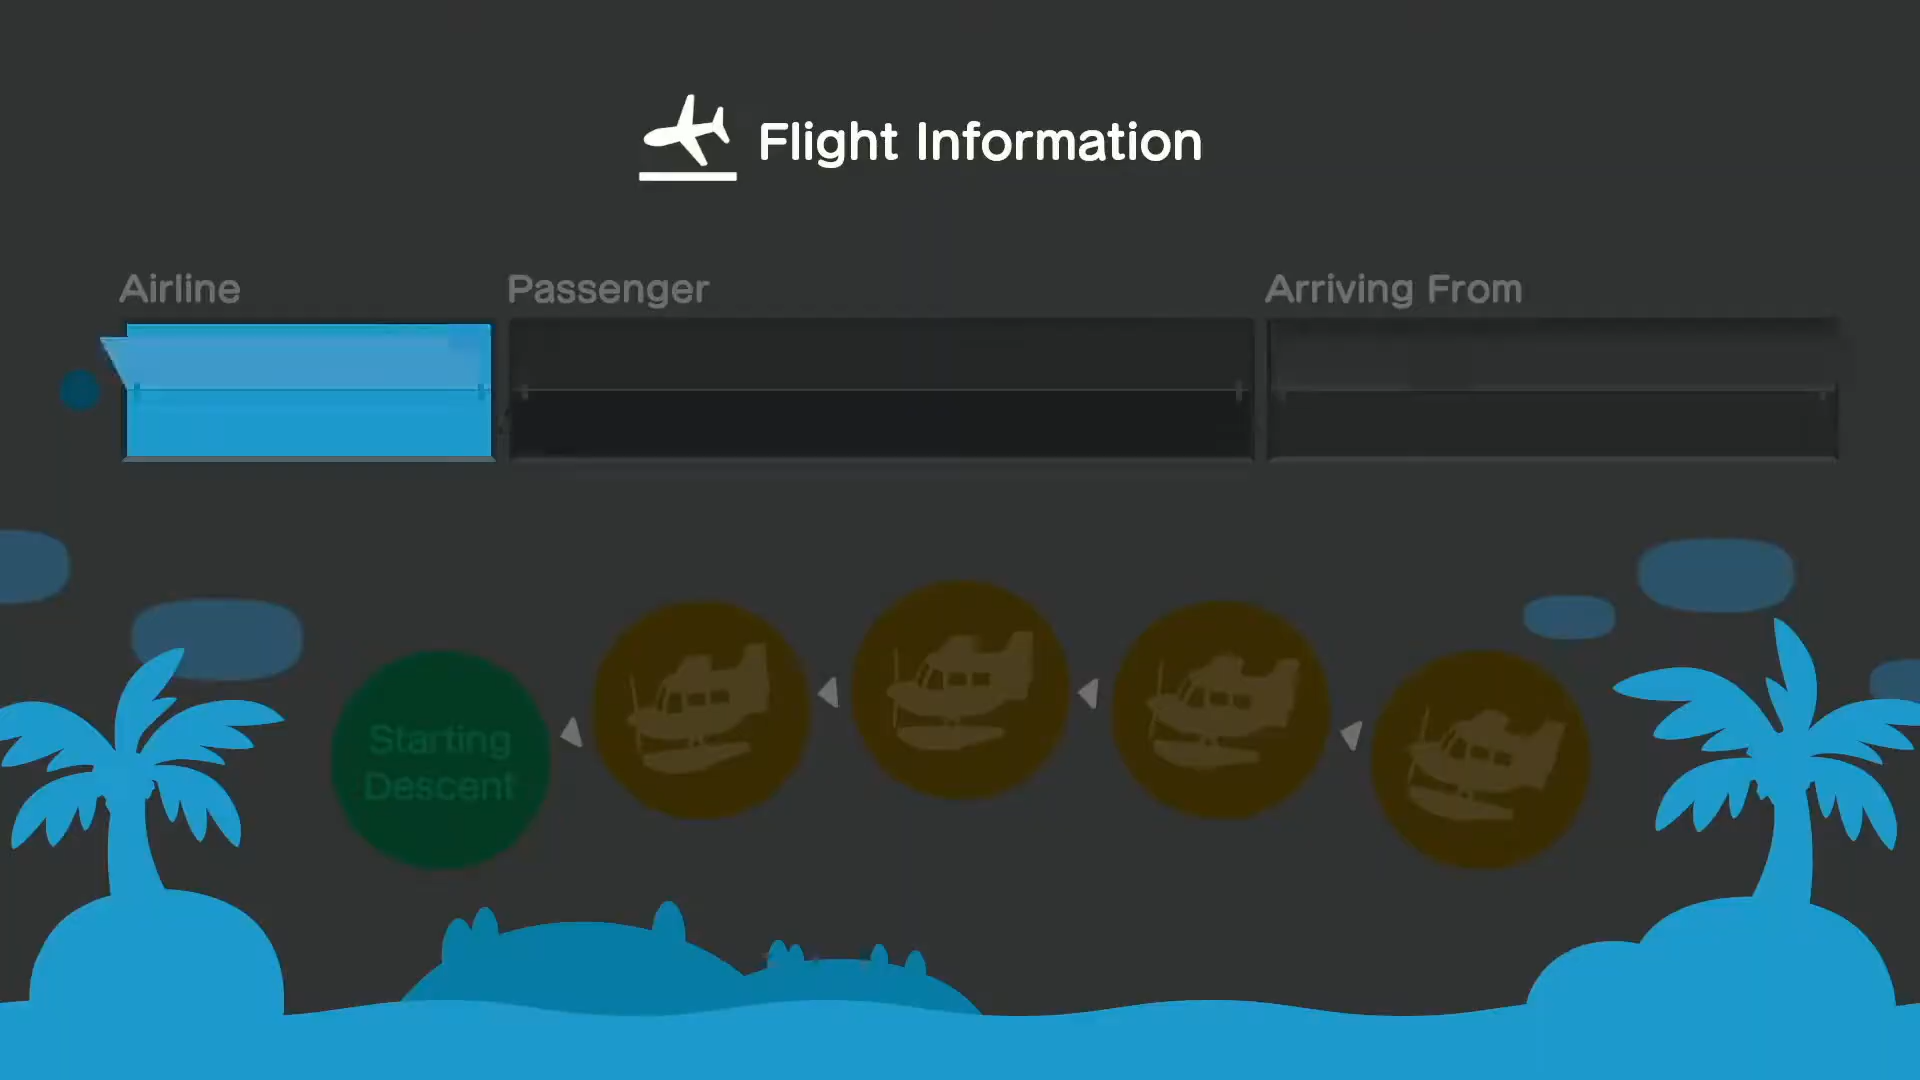 Flight Information
Airline
Passenger
Arriving From
Starting
Descent